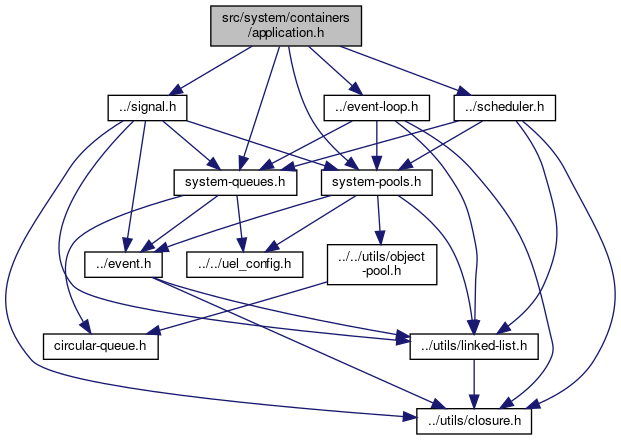 src/system/containers
/application.h
../signal.h
../event-loop.h
../scheduler.h
system-queues.h
system-pools.h
../event.h
../../uel_config.h
../../utils/object
-pool.h
circular-queue.h
../utils/linked-list.h
../utils/closure.h